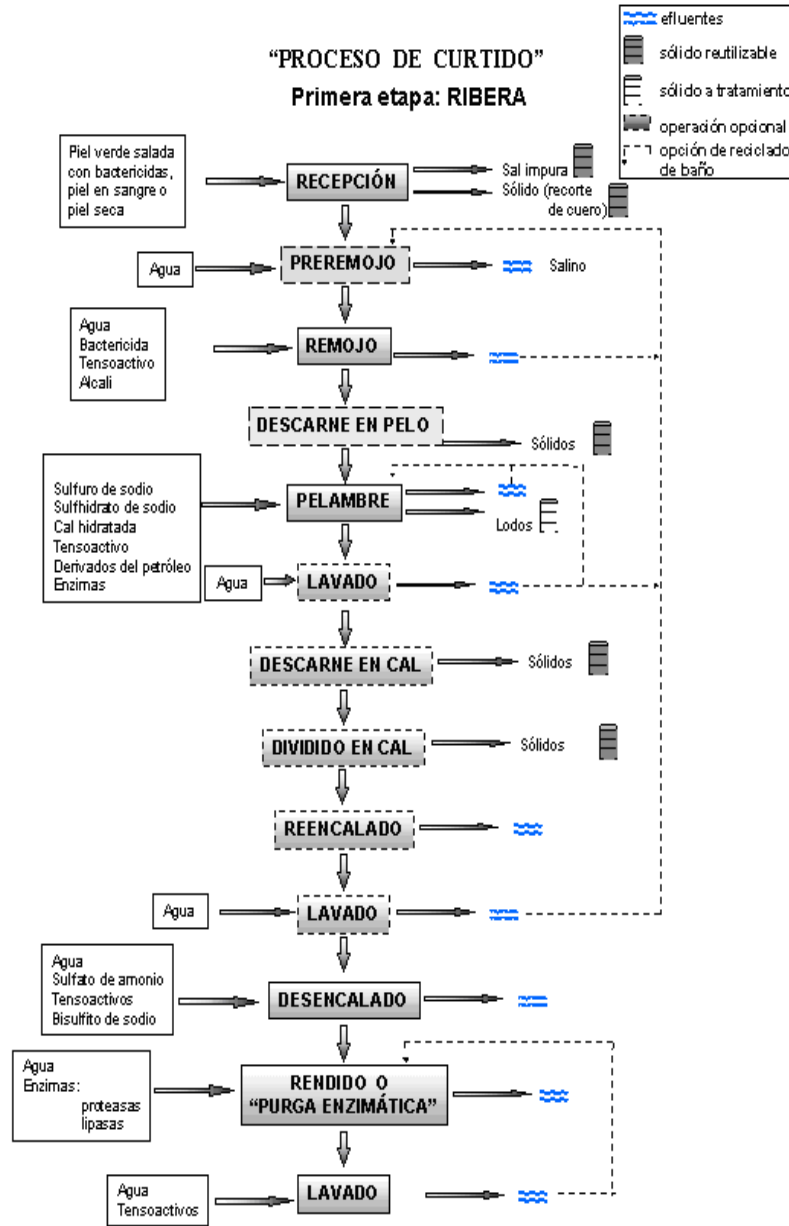 “PROCESO DE CURTIDO”
Primera etapa: RIBERA
efluentes
sólido reutilizable
sólido a tratamiento
operación opcional
opción de reciclado
de baño
Piel verde salada
con bactericidas,
piel en sangre o
piel seca
RECEPCIÓN
Sal impura
Sólido (recorte
de cuero)
Agua
PREREMOJO
Salino
Agua
Bactericida
Tensoactivo
Alcali
REMOJO
DESCARNE EN PELO
Sólidos
Sulfuro de sodio
Sulfhidrato de sodio
Cal hidratada
Tensoactivo
Derivados del petróleo
Enzimas
PELAMBRE
Lodos
Agua
LAVADO
DESCARNE EN CAL
Sólidos
DIVIDIDO EN CAL
Sólidos
REENCALADO
Agua
LAVADO
Agua
Sulfato de amonio
Tensoactivos
Bisulfito de sodio
DESENCALADO
Agua
Enzimas:
proteasas
lipasas
RENDIDO O
“PURGA ENZIMÁTICA”
Agua
Tensoactivos
LAVADO